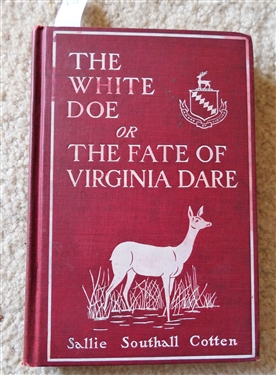 THE
WHITE
DOE
OR
THE FATE OF
VIRGINIA DARE
Sallie Southall Cotten